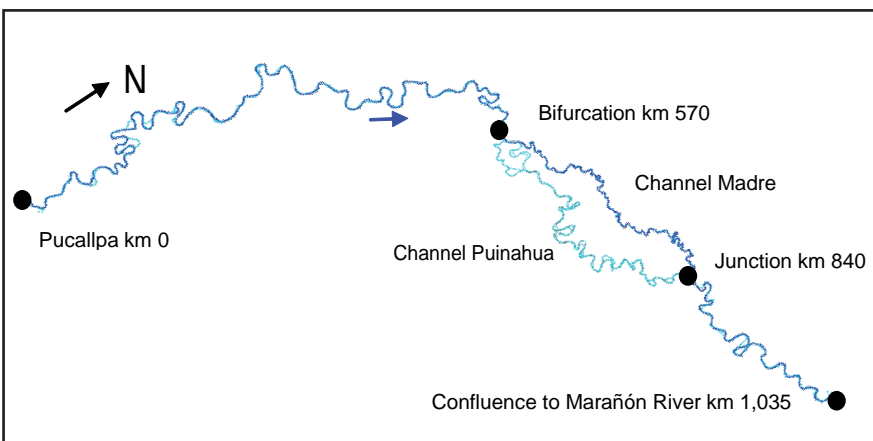 N
Bifurcation km 570
Channel Madre
Pucallpa km 0
Channel Puinahua
Junction km 840
Confluence to Marañón River km 1,035